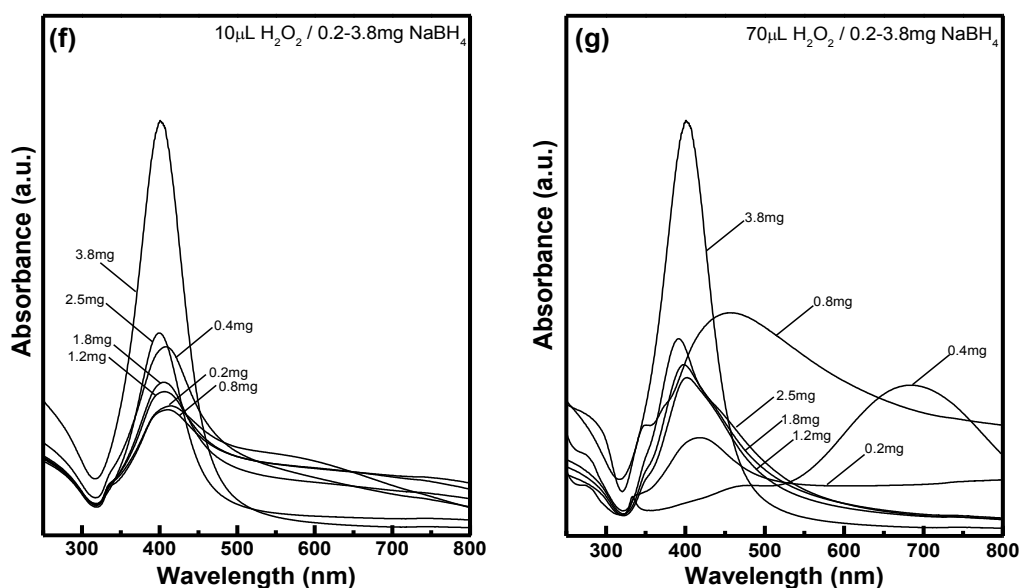 (f)
10μL H₂O₂ / 0.2-3.8mg NaBH₄
Absorbance (a.u.)
3.8mg
2.5mg
0.4mg
1.8mg
1.2mg
0.2mg
0.8mg
300 400 500 600 700 800
Wavelength (nm)
(g)
70μL H₂O₂ / 0.2-3.8mg NaBH₄
Absorbance (a.u.)
3.8mg
0.8mg
0.4mg
2.5mg
1.8mg
1.2mg
0.2mg
300 400 500 600 700 800
Wavelength (nm)